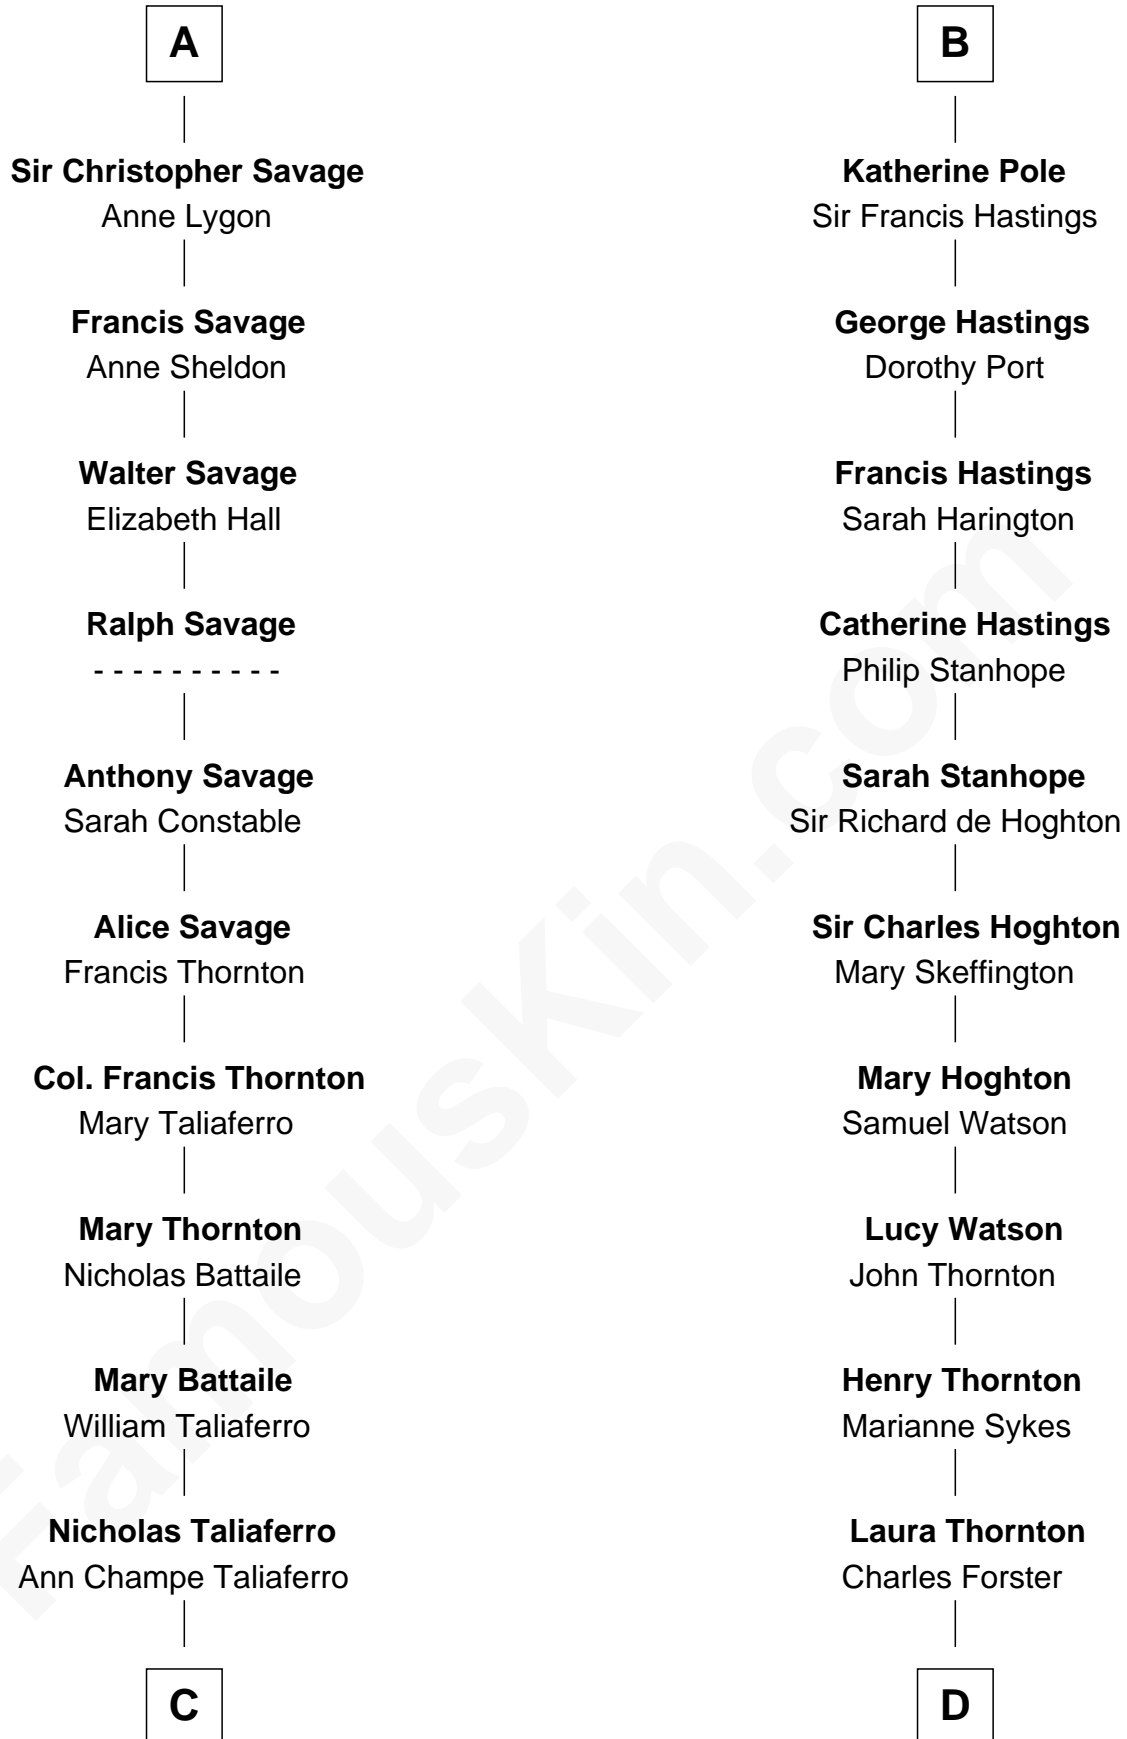 A
Sir Christopher Savage
Anne Lygon
Francis Savage
Anne Sheldon
Walter Savage
Elizabeth Hall
Ralph Savage
- - - - - - - - - -
Anthony Savage
Sarah Constable
Alice Savage
Francis Thornton
Col. Francis Thornton
Mary Taliaferro
Mary Thornton
Nicholas Battaile
Mary Battaile
William Taliaferro
Nicholas Taliaferro
Ann Champe Taliaferro
C
B
Katherine Pole
Sir Francis Hastings
George Hastings
Dorothy Port
Francis Hastings
Sarah Harington
Catherine Hastings
Philip Stanhope
Sarah Stanhope
Sir Richard de Hoghton
Sir Charles Hoghton
Mary Skeffington
Mary Hoghton
Samuel Watson
Lucy Watson
John Thornton
Henry Thornton
Marianne Sykes
Laura Thornton
Charles Forster
D
FamousKin.com